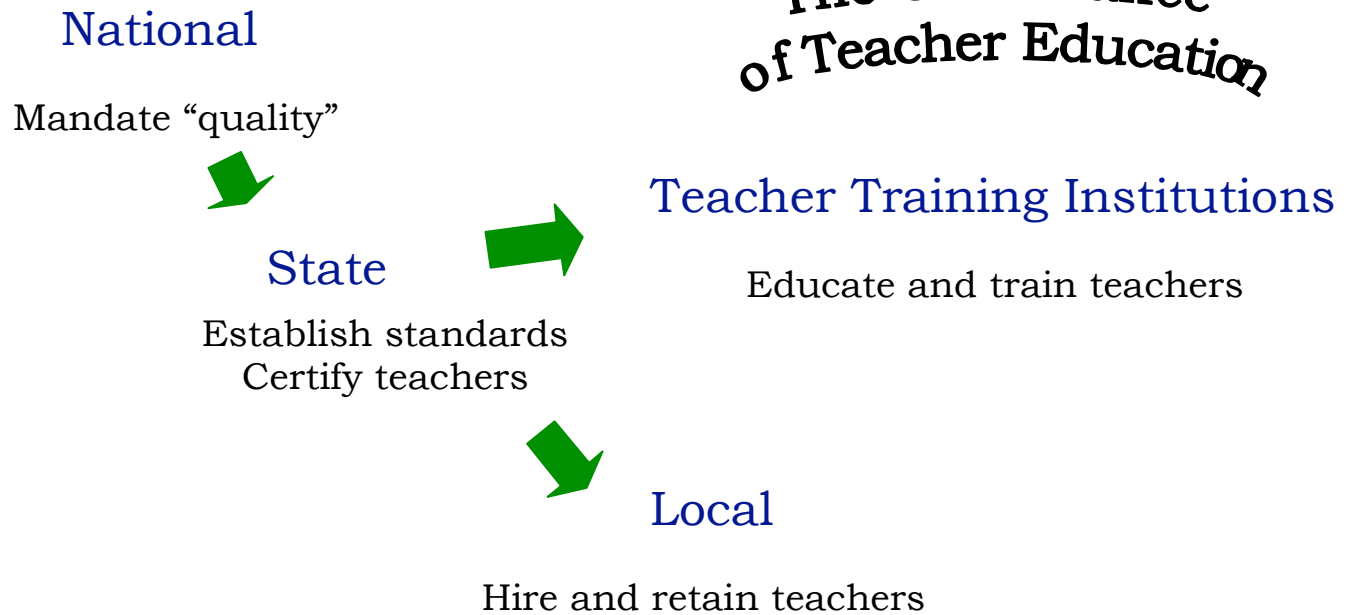 The
of Teacher Education
National
Mandate “quality”
Teacher Training Institutions
Educate and train teachers
State
Establish standards
Certify teachers
Local
Hire and retain teachers